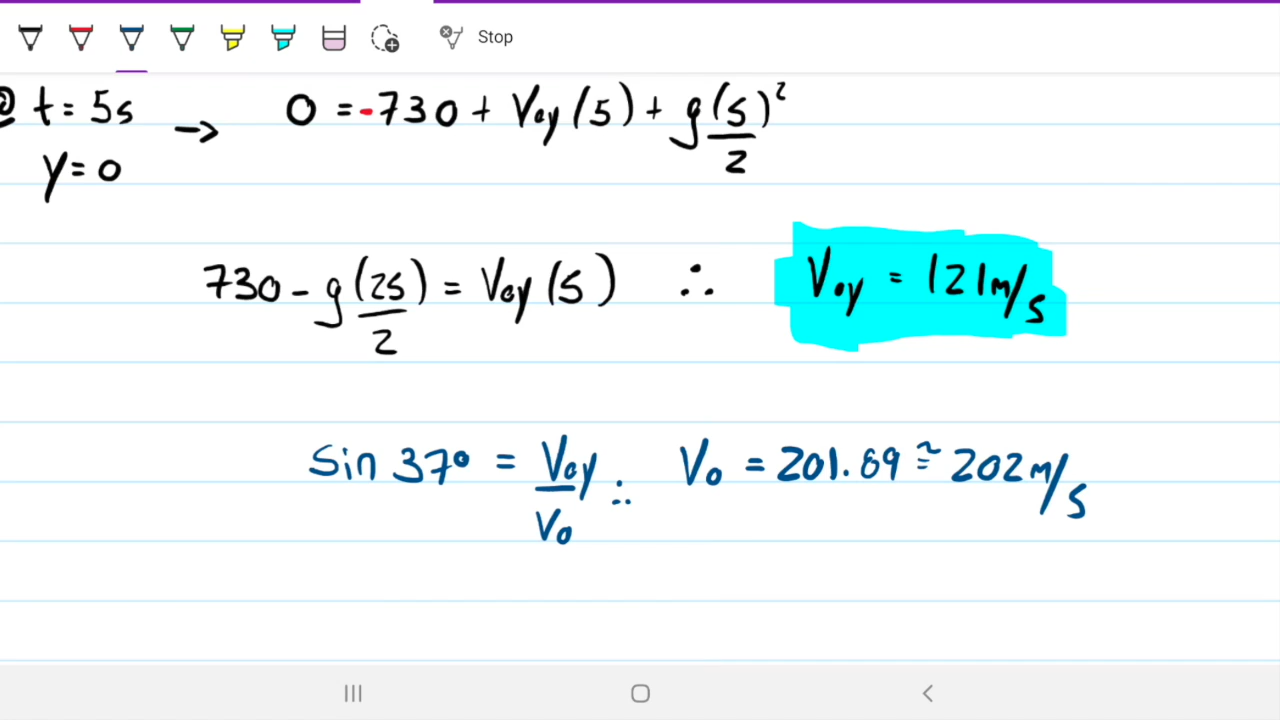 Stop
@ t = 5s → 0 = -730 + Voy (5) + g (5)²/2
y = 0
730 - g (25)/2 = Voy (5) ∴ Voy = 121 m/s
Sin 37° = Voy/Vo ∴ Vo = 201.69 ≅ 202 m/s